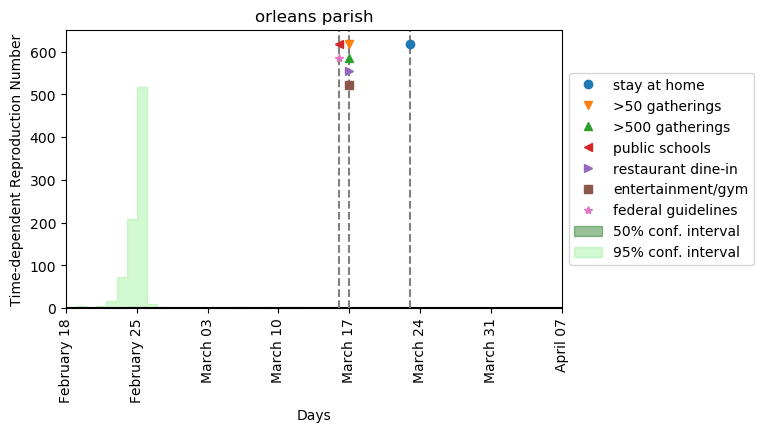 orleans parish
Time-dependent Reproduction Number
600
500
400
300
200
100
0
February 18
February 25
March 03
March 10
March 17
March 24
March 31
April 07
Days
stay at home
>50 gatherings
>500 gatherings
public schools
restaurant dine-in
entertainment/gym
federal guidelines
50% conf. interval
95% conf. interval